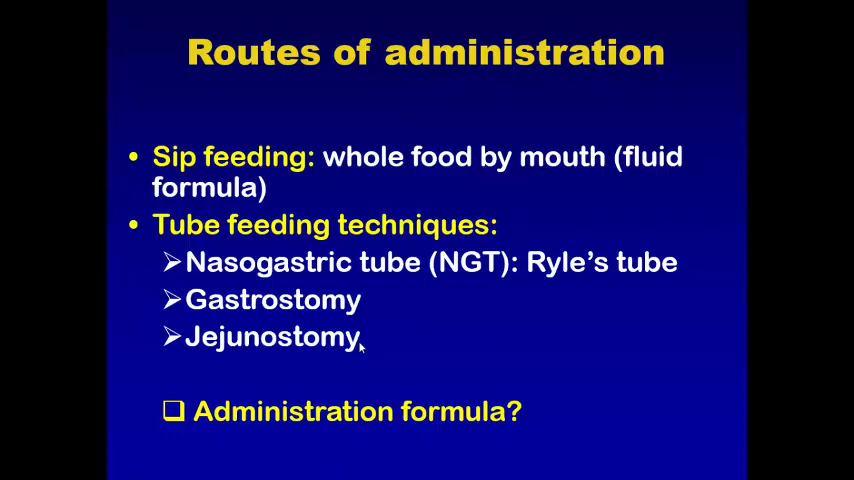 Routes of administration
• Sip feeding: whole food by mouth (fluid
formula)
• Tube feeding techniques:
➢Nasogastric tube (NGT): Ryle’s tube
➢Gastrostomy
➢Jejunostomy
❑ Administration formula?